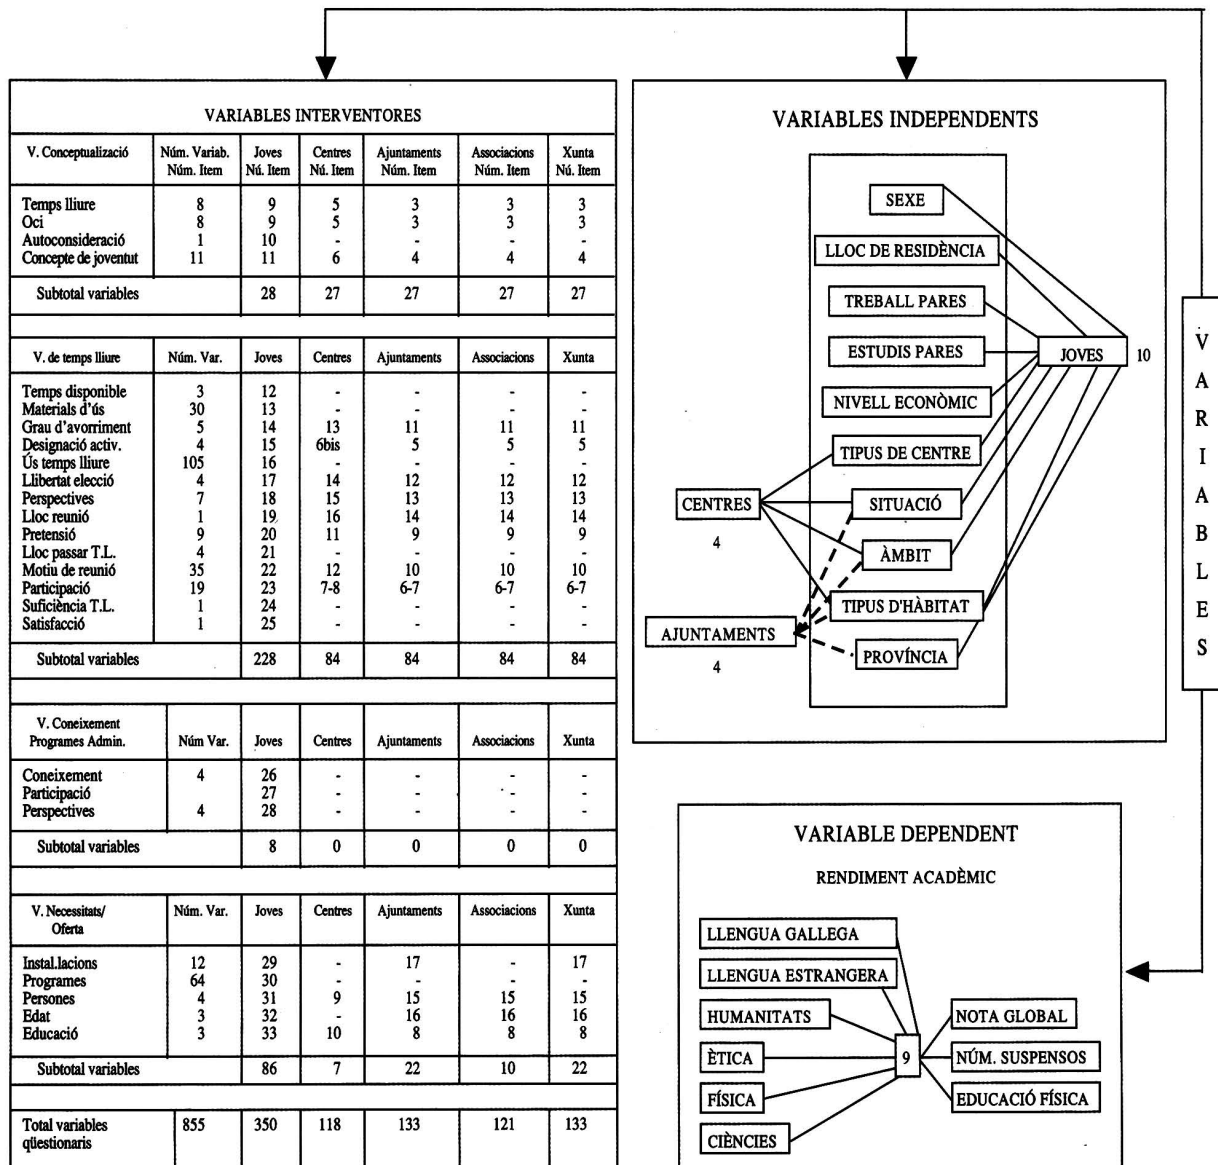 VARIABLES INTERVENTORES
V. Conceptualizació Núm. Variab. Joves Centres Ajuntaments Associacions Xunta
Núm. Item Nú. Item Nú. Item Núm. Item Núm. Item Nú. Item
Temps lliure 8 9 5 3 3 3
Oci 8 9 5 3 3 3
Autoconsideració 1 10 - - - -
Concepte de joventut 11 11 6 4 4 4
Subtotal variables 28 27 27 27 27
V. de temps lliure Núm. Var. Joves Centres Ajuntaments Associacions Xunta
Temps disponible 3 12 - - - -
Materials d'ús 30 13 - - - -
Grau d'avorriment 5 14 13 11 11 11
Designació activ. 4 15 6bis 5 5 5
Ús temps lliure 105 16 - - - -
Llibertat elecció 4 17 14 12 12 12
Perspectives 7 18 15 13 13 13
Lloc reunió 1 19 16 14 14 14
Pretensió 9 20 11 9 9 9
Lloc passar T.L. 4 21 - - - -
Motiu de reunió 35 22 12 10 10 10
Participació 19 23 7-8 6-7 6-7 6-7
Suficiència T.L. 1 24 - - - -
Satisfacció 1 25 - - - -
Subtotal variables 228 84 84 84 84
V. Coneixement
Programes Admin. Núm Var. Joves Centres Ajuntaments Associacions Xunta
Coneixement 4 26 - - - -
Participació 27 - - - -
Perspectives 4 28 - - - -
Subtotal variables 8 0 0 0 0
V. Necessitats/ Núm. Var. Joves Centres Ajuntaments Associacions Xunta
Oferta
Instal.lacions 12 29 - 17 - 17
Programes 64 30 - - - -
Persones 4 31 9 15 15 15
Edat 3 32 - 16 16 16
Educació 3 33 10 8 8 8
Subtotal variables 86 7 22 10 22
Total variables 855 350 118 133 121 133
qüestionaris
VARIABLES INDEPENDENTS
SEXE
LLOC DE RESIDÈNCIA
TREBALL PARES
ESTUDIS PARES
JOVES 10
NIVELL ECONÒMIC
TIPUS DE CENTRE
CENTRES
4
SITUACIÓ
ÀMBIT
TIPUS D'HÀBITAT
AJUNTAMENTS
4
PROVÍNCIA
VARIABLES
VARIABLE DEPENDENT
RENDIMENT ACADÈMIC
LLENGUA GALLEGA
LLENGUA ESTRANGERA
HUMANITATS
ÈTICA
FÍSICA
CIÈNCIES
9
NOTA GLOBAL
NÚM. SUSPENSOS
EDUCACIÓ FÍSICA